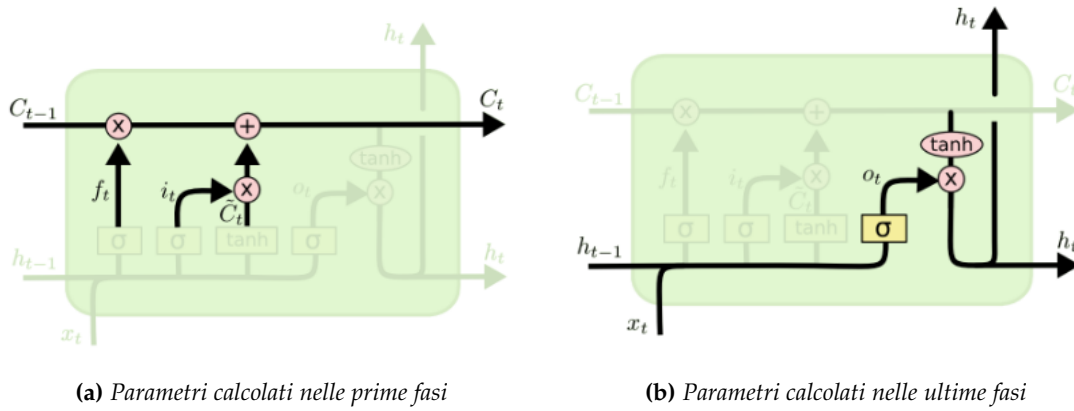 h_t
C_{t-1} × + C_t
tanh
f_t i_t × o_t ×
C̃_t
σ σ tanh σ
h_{t-1} h_t
x_t
(a) Parametri calcolati nelle prime fasi
h_t
C_{t-1} × + C_t
tanh
f_t i_t × o_t ×
C̃_t
σ σ tanh σ
h_{t-1} h_t
x_t
(b) Parametri calcolati nelle ultime fasi